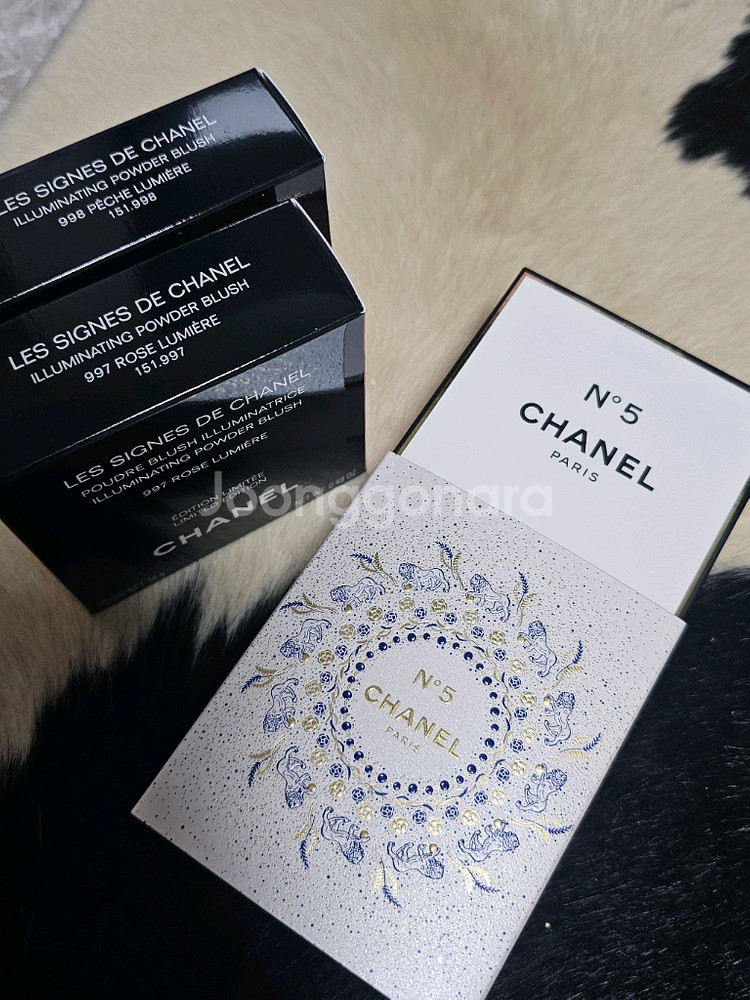 LES SIGNES DE CHANEL
ILLUMINATING POWDER BLUSH
998 PÊCHE LUMIÈRE
151.998
LES SIGNES DE CHANEL
ILLUMINATING POWDER BLUSH
997 ROSE LUMIÈRE
151.997
LES SIGNES DE CHANEL
POUDRE BLUSH ILLUMINATRICE
ILLUMINATING POWDER BLUSH
997 ROSE LUMIÈRE
ÉDITION LIMITÉE
LIMITED EDITION
CHANEL
N°5
CHANEL
PARIS
Joonggonara
N°5
CHANEL
PARIS